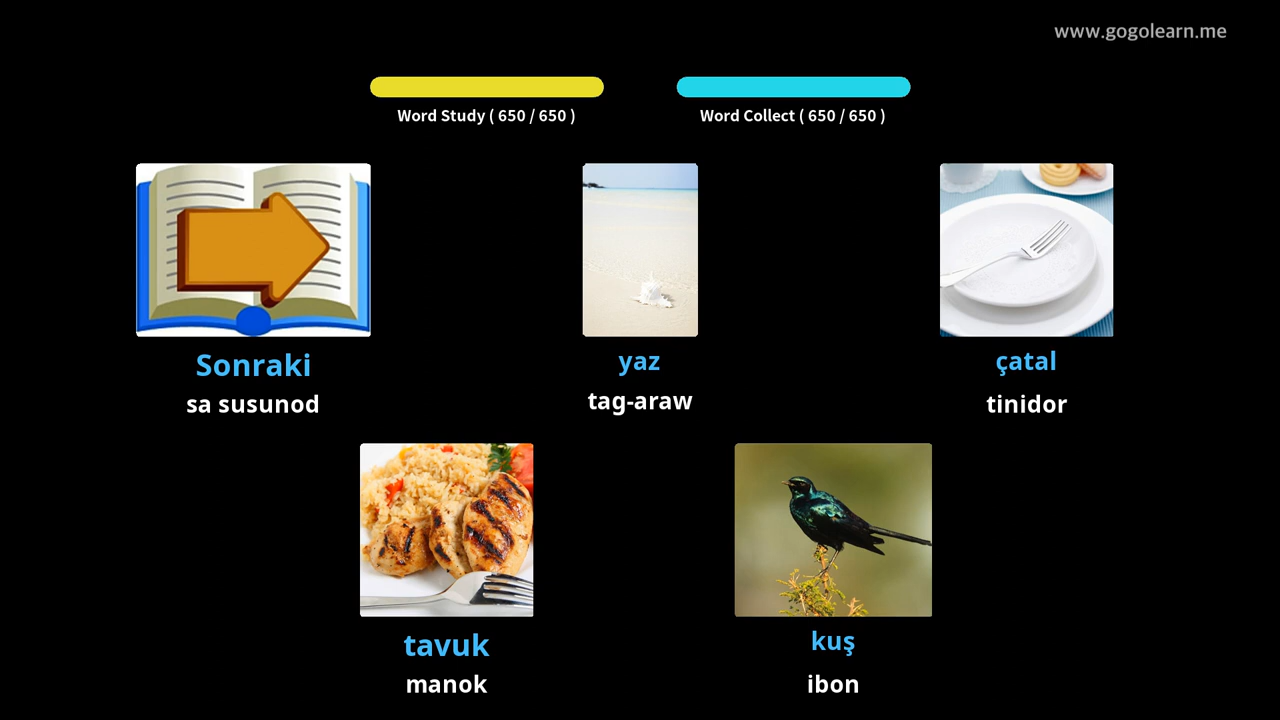 www.gogolearn.me
Word Study ( 650 / 650 )
Word Collect ( 650 / 650 )
Sonraki
sa susunod
yaz
tag-araw
çatal
tinidor
tavuk
manok
kuş
ibon